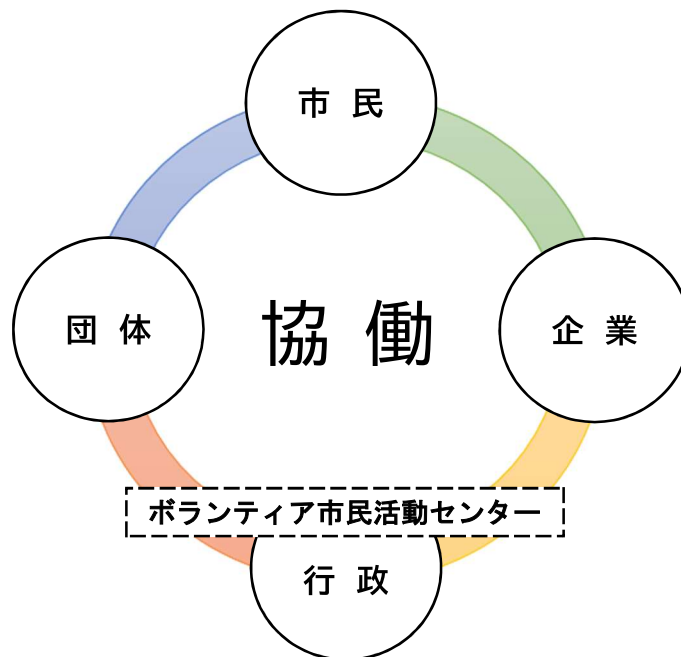 市 民
団 体
協 働
企 業
ボランティア市民活動センター
行 政